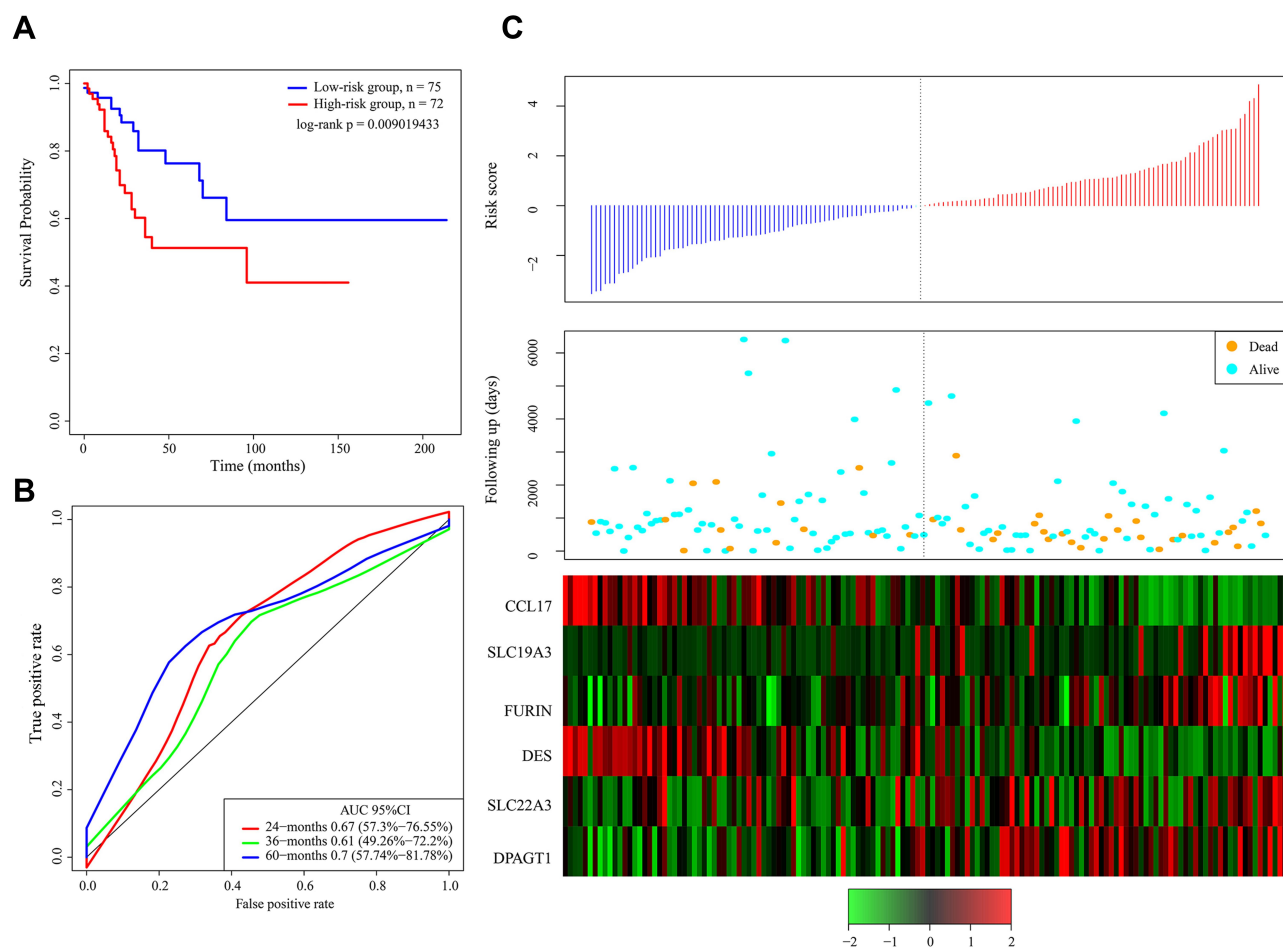 A
1.0
0.8
0.6
0.4
0.2
0.0
Survival Probability
Low-risk group, n = 75
High-risk group, n = 72
log-rank p = 0.009019433
0 50 100 150 200
Time (months)
B
1.0
0.8
0.6
0.4
0.2
0.0
True positive rate
AUC 95%CI
24−months 0.67 (57.3%−76.55%)
36−months 0.61 (49.26%−72.2%)
60−months 0.7 (57.74%−81.78%)
0.0 0.2 0.4 0.6 0.8 1.0
False positive rate
C
4
2
0
−2
Risk score
6000
4000
2000
0
Following up (days)
Dead
Alive
CCL17
SLC19A3
FURIN
DES
SLC22A3
DPAGT1
−2 −1 0 1 2